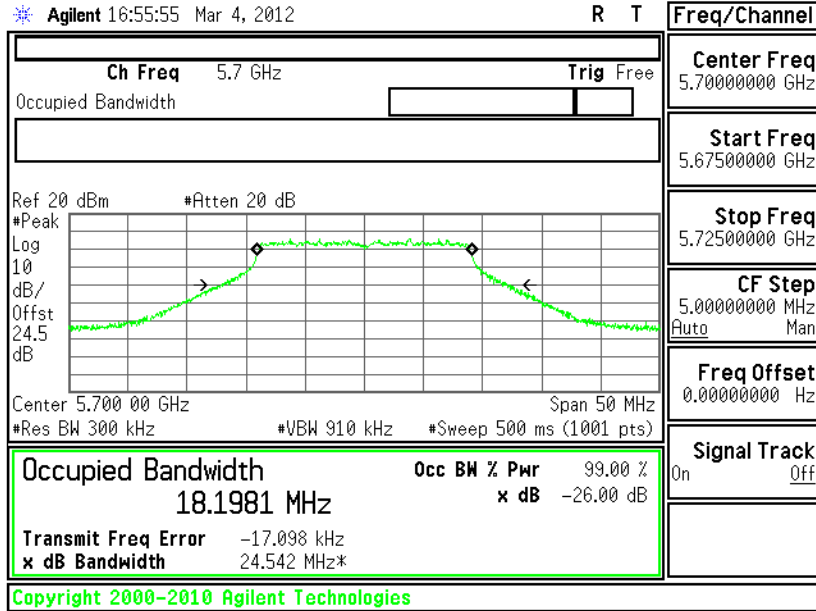 Agilent 16:55:55 Mar 4, 2012 R T
Freq/Channel
Ch Freq 5.7 GHz Trig Free
Occupied Bandwidth
Center Freq
5.70000000 GHz
Start Freq
5.67500000 GHz
Stop Freq
5.72500000 GHz
CF Step
5.00000000 MHz
Auto Man
Freq Offset
0.00000000 Hz
Signal Track
On Off
Ref 20 dBm #Atten 20 dB
#Peak
Log
10
dB/
Offst
24.5
dB
Center 5.700 00 GHz Span 50 MHz
#Res BW 300 kHz #VBW 910 kHz #Sweep 500 ms (1001 pts)
Occupied Bandwidth Occ BW % Pwr 99.00 %
18.1981 MHz x dB -26.00 dB
Transmit Freq Error -17.098 kHz
x dB Bandwidth 24.542 MHz*
Copyright 2000-2010 Agilent Technologies